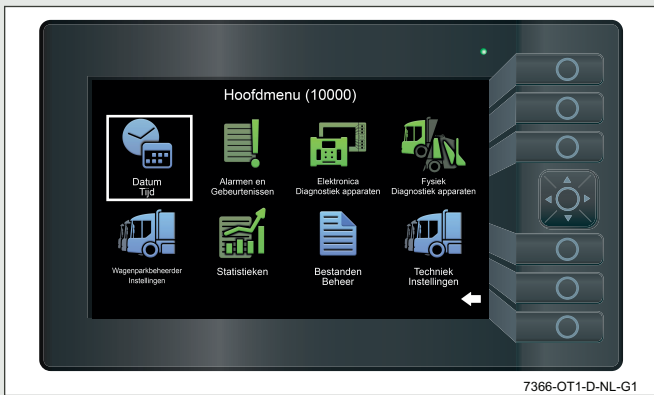 Hoofdmenu (10000)
Datum
Tijd
Alarmen en
Gebeurtenissen
Elektronica
Diagnostiek apparaten
Fysiek
Diagnostiek apparaten
Wagenparkbeheerder
Instellingen
Statistieken
Bestanden
Beheer
Techniek
Instellingen
7366-OT1-D-NL-G1